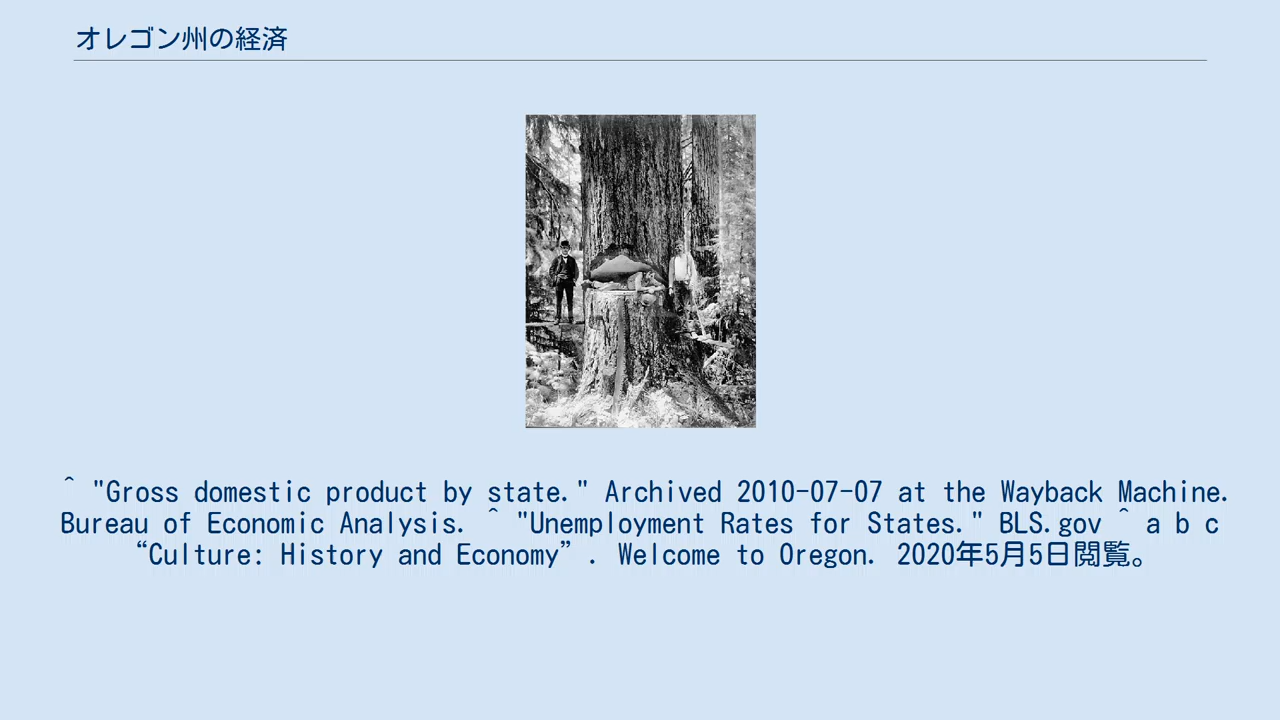 オレゴン州の経済
^ "Gross domestic product by state." Archived 2010-07-07 at the Wayback Machine.
Bureau of Economic Analysis. ^ "Unemployment Rates for States." BLS.gov ^ a b c
“Culture: History and Economy”. Welcome to Oregon. 2020年5月5日閲覧。